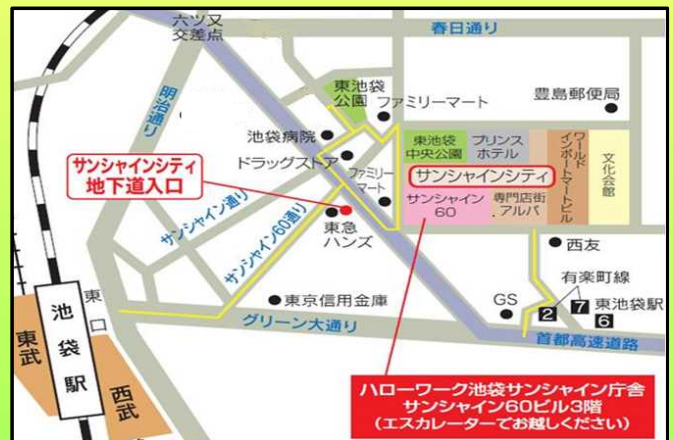 六ツ又
交差点
春日通り
明治通り
東池袋
公園
ファミリーマート
豊島郵便局
池袋病院
ドラッグストア
ファミリー
マート
東池袋
中央公園
プリンス
ホテル
ワールド
インポートマートビル
文化会館
サンシャインシティ
サンシャイン
60
専門店街
アルパ
サンシャインシティ
地下道入口
サンシャイン通り
サンシャイン60通り
東急
ハンズ
西友
有楽町線
GS
2
7
東池袋駅
6
東京信用金庫
グリーン大通り
首都高速道路
東口
池袋駅
東武
西武
ハローワーク池袋サンシャイン庁舎
サンシャイン60ビル3階
(エスカレーターでお越しください)